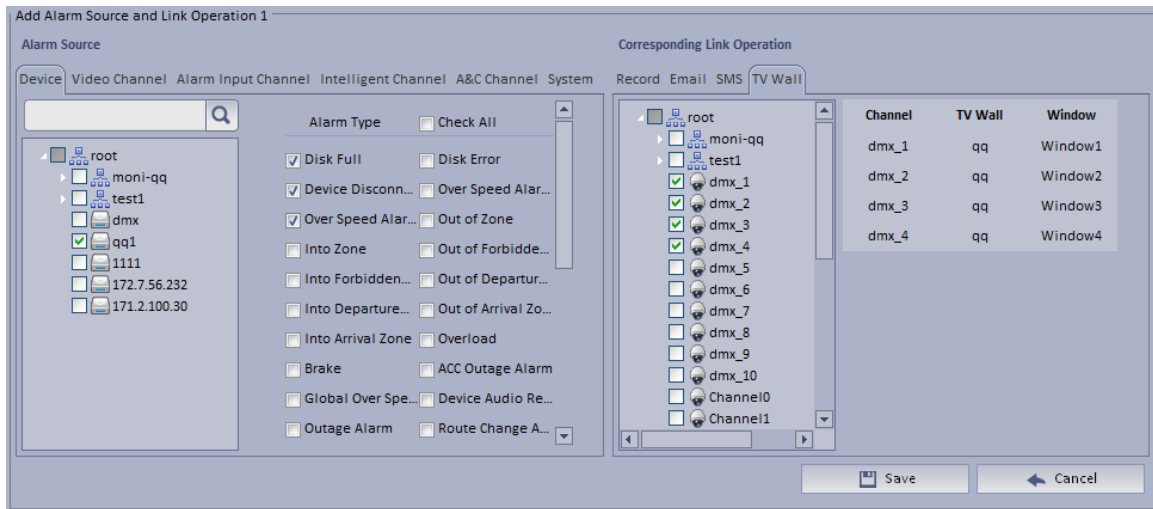 Add Alarm Source and Link Operation 1
Alarm Source
Device Video Channel Alarm Input Channel Intelligent Channel A&C Channel System
root
moni-qq
test1
dmx
qq1
1111
172.7.56.232
171.2.100.30
Alarm Type Check All
Disk Full Disk Error
Device Disconn... Over Speed Alar...
Over Speed Alar... Out of Zone
Into Zone Out of Forbidde...
Into Forbidden... Out of Departur...
Into Departure... Out of Arrival Zo...
Into Arrival Zone Overload
Brake ACC Outage Alarm
Global Over Spe... Device Audio Re...
Outage Alarm Route Change A...
Corresponding Link Operation
Record Email SMS TV Wall
root
moni-qq
test1
dmx_1
dmx_2
dmx_3
dmx_4
dmx_5
dmx_6
dmx_7
dmx_8
dmx_9
dmx_10
Channel0
Channel1
Channel TV Wall Window
dmx_1 qq Window1
dmx_2 qq Window2
dmx_3 qq Window3
dmx_4 qq Window4
Save Cancel